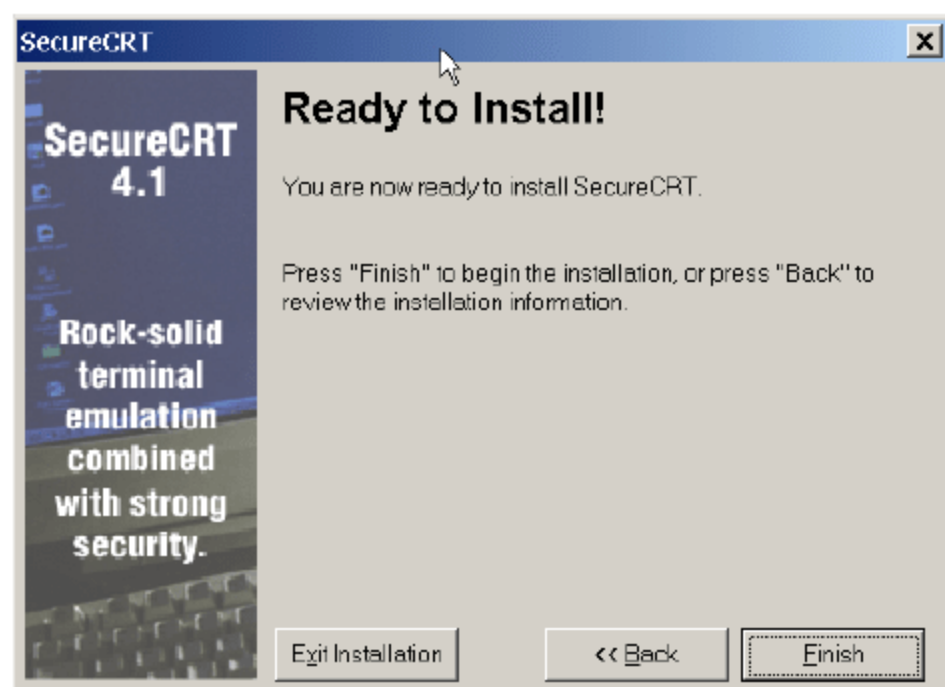 SecureCRT
SecureCRT
4.1
Rock-solid
terminal
emulation
combined
with strong
security.
Ready to Install!
You are now ready to install SecureCRT.
Press "Finish" to begin the installation, or press "Back" to
review the installation information.
Exit Installation
<< Back
Finish